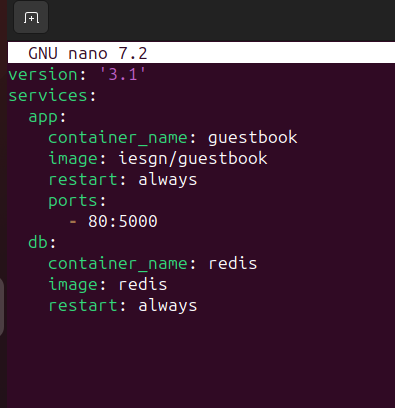 GNU nano 7.2
version: '3.1'
services:
  app:
    container_name: guestbook
    image: iesgn/guestbook
    restart: always
    ports:
      - 80:5000
  db:
    container_name: redis
    image: redis
    restart: always